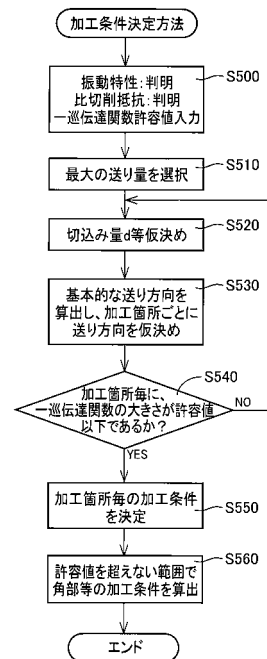 加工条件決定方法
S500
振動特性:判明
比切削抵抗:判明
一巡伝達関数許容値入力
S510
最大の送り量を選択
S520
切込み量d等仮決め
S530
基本的な送り方向を
算出し、加工箇所ごとに
送り方向を仮決め
S540
加工箇所毎に、
一巡伝達関数の大きさが許容値
以下であるか?
NO
YES
S550
加工箇所毎の加工条件
を決定
S560
許容値を超えない範囲で
角部等の加工条件を算出
エンド